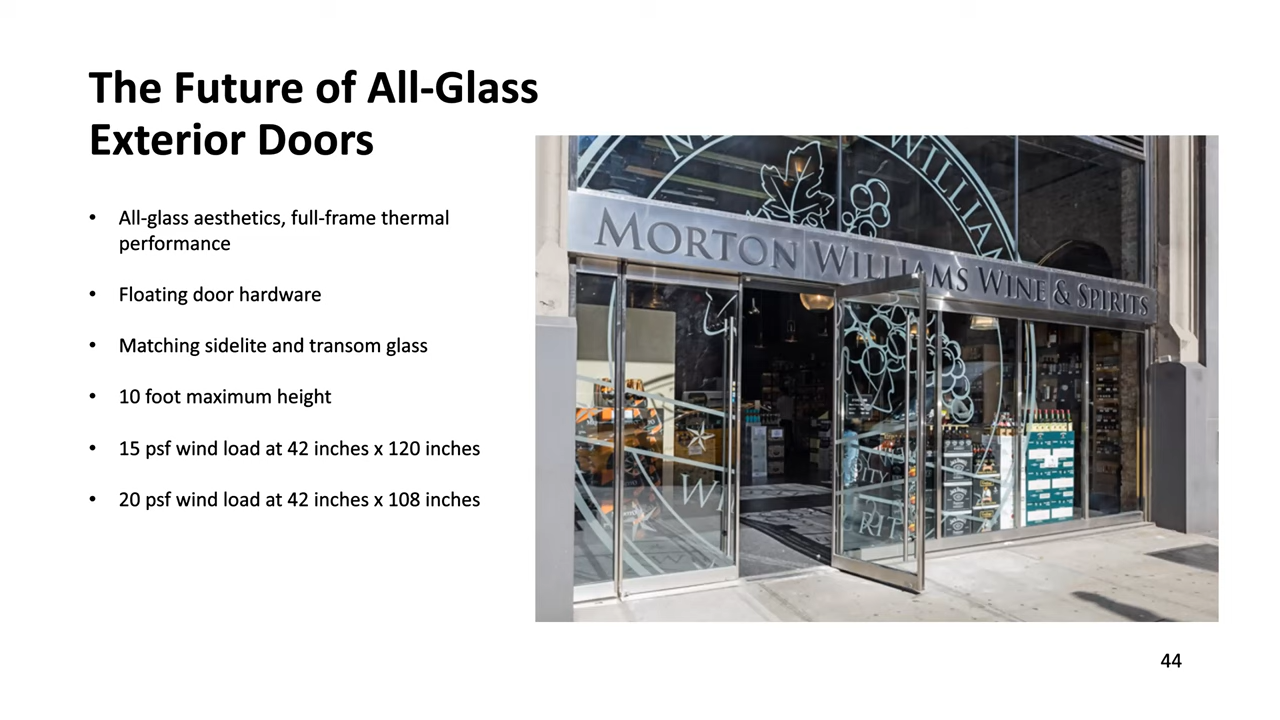 The Future of All-Glass
Exterior Doors
• All-glass aesthetics, full-frame thermal
performance
• Floating door hardware
• Matching sidelite and transom glass
• 10 foot maximum height
• 15 psf wind load at 42 inches x 120 inches
• 20 psf wind load at 42 inches x 108 inches
WILLIAM
MORTON WILLIAMS WINE & SPIRITS
44